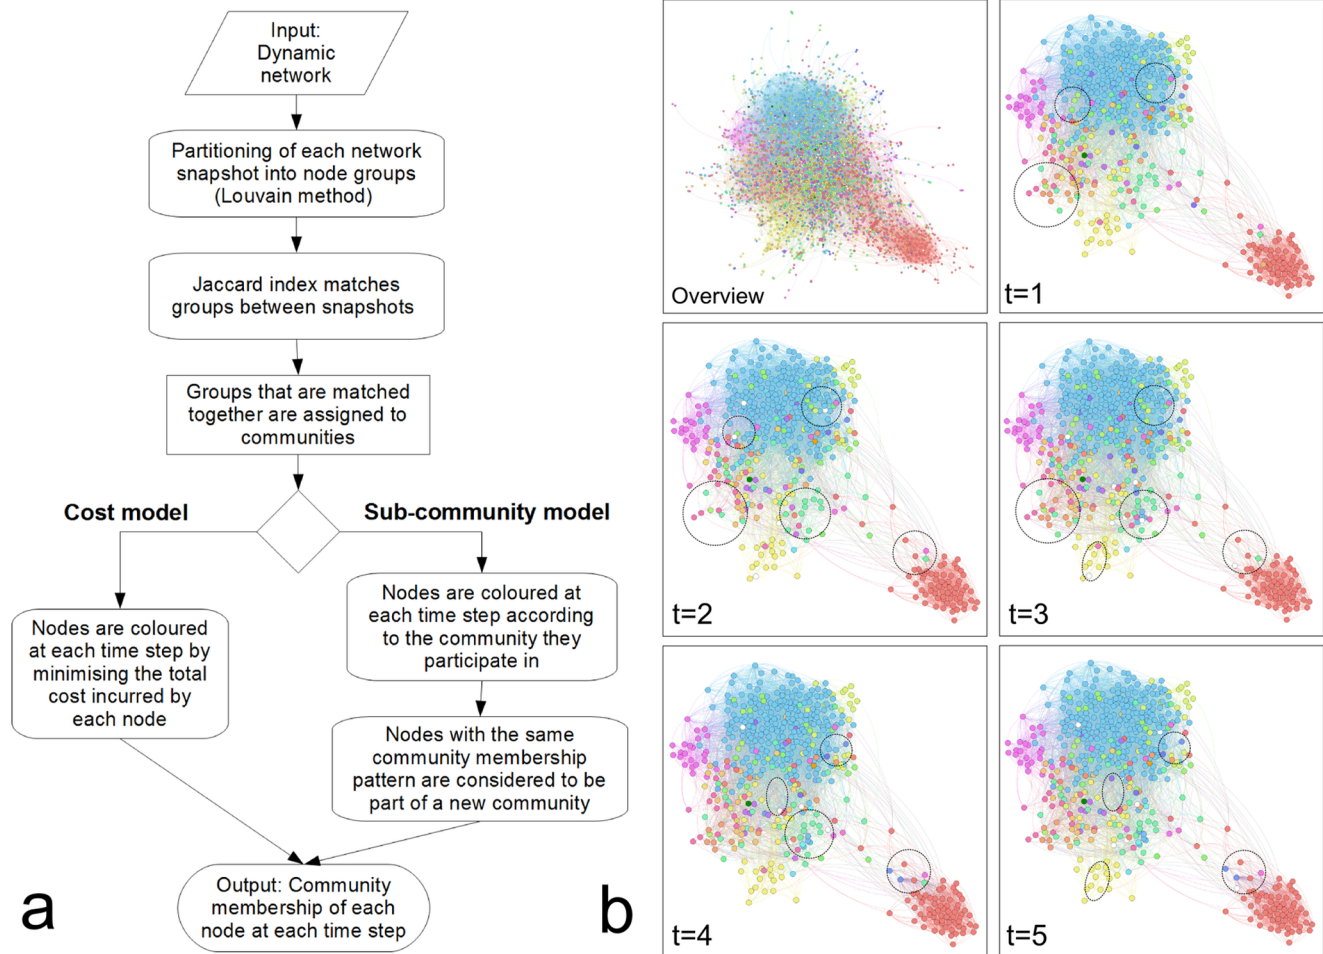 Input:
Dynamic
network
Partitioning of each network
snapshot into node groups
(Louvain method)
Jaccard index matches
groups between snapshots
Groups that are matched
together are assigned to
communities
Cost model
Sub-community model
Nodes are coloured
at each time step by
minimising the total
cost incurred by
each node
Nodes are coloured at
each time step according
to the community they
participate in
Nodes with the same
community membership
pattern are considered to be
part of a new community
Output: Community
membership of each
node at each time step
a
b
Overview
t=1
t=2
t=3
t=4
t=5